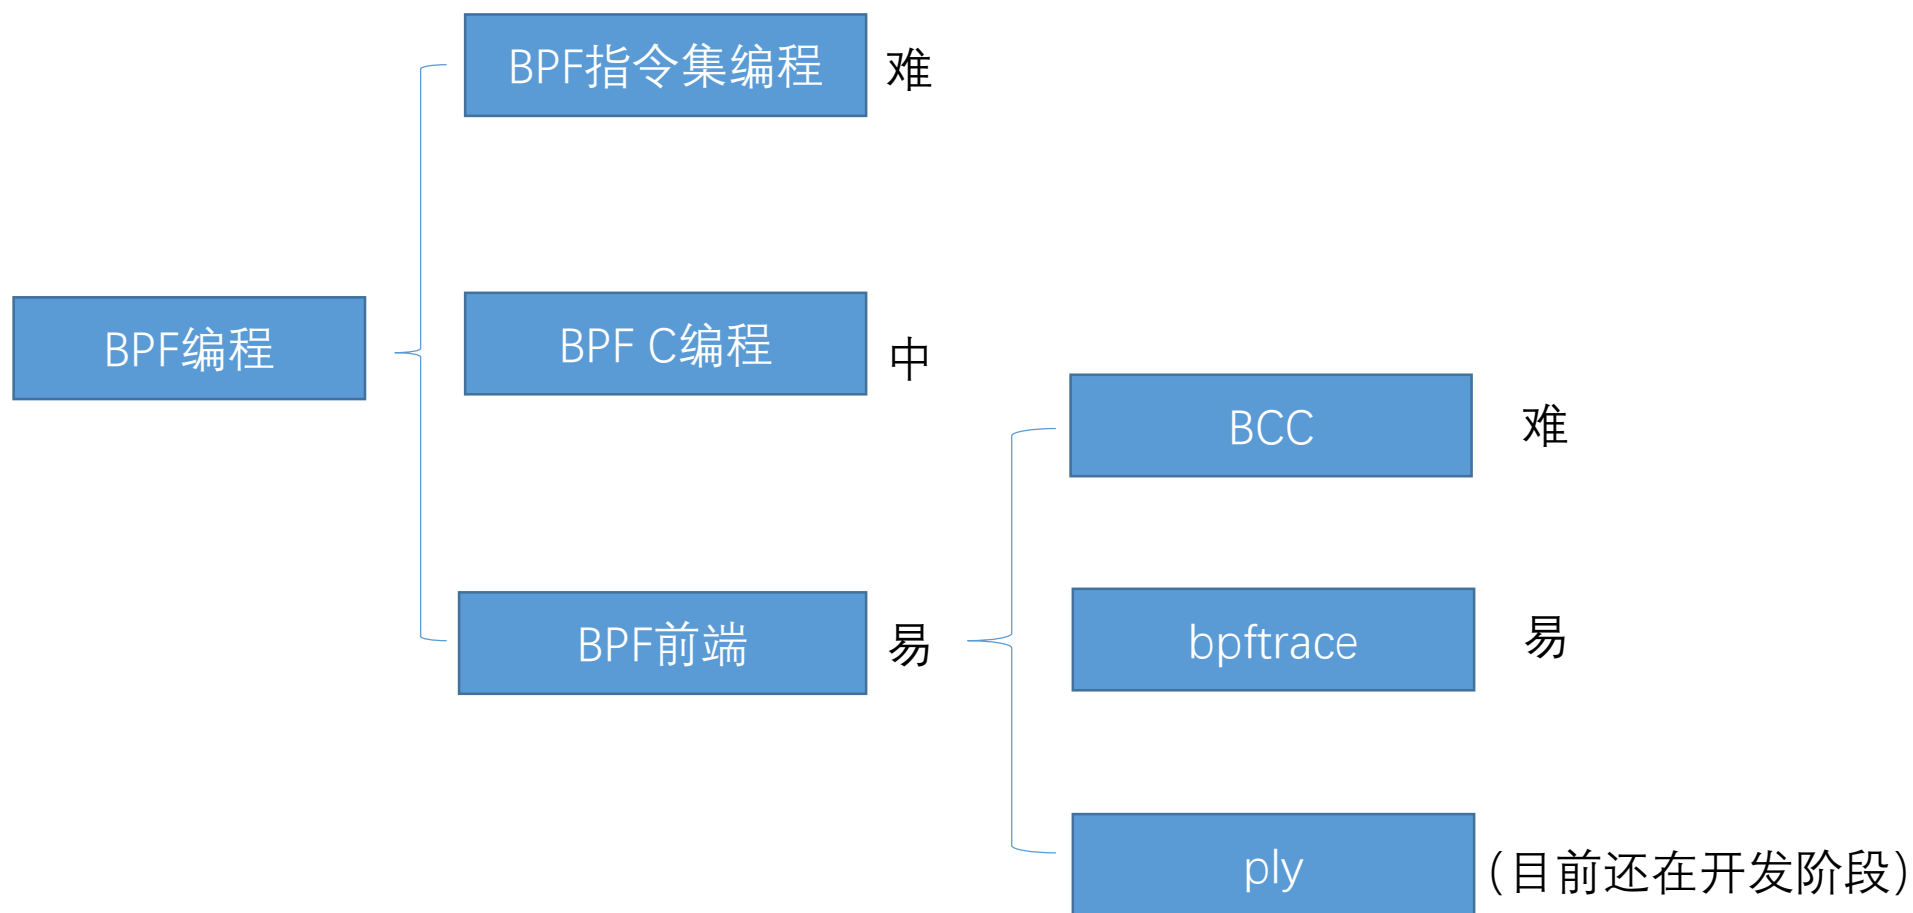 BPF指令集编程
难
BPF编程
BPF C编程
中
BCC
难
BPF前端
易
bpftrace
易
ply
(目前还在开发阶段)